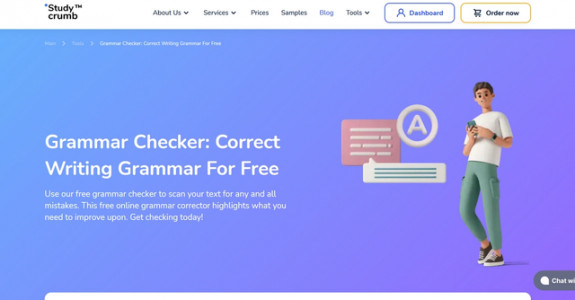 Study™
crumb
About Us
Services
Prices
Samples
Blog
Tools
Dashboard
Order now
Tools
Grammar Checker: Correct Writing Grammar For Free
Grammar Checker: Correct
Writing Grammar For Free
Use our free grammar checker to scan your text for any and all
mistakes. This free online grammar corrector highlights what you
need to improve upon. Get checking today!
A
Chat wi